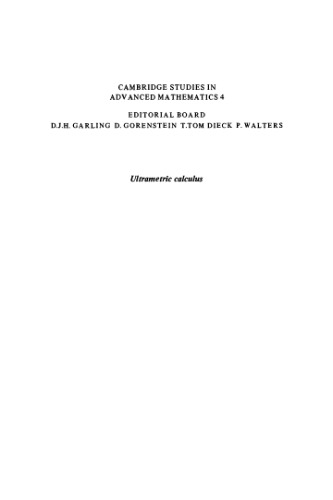 CAMBRIDGE STUDIES IN
ADVANCED MATHEMATICS 4
EDITORIAL BOARD
D.J.H. GARLING D. GORENSTEIN T.TOM DIECK P. WALTERS
Ultrametric calculus